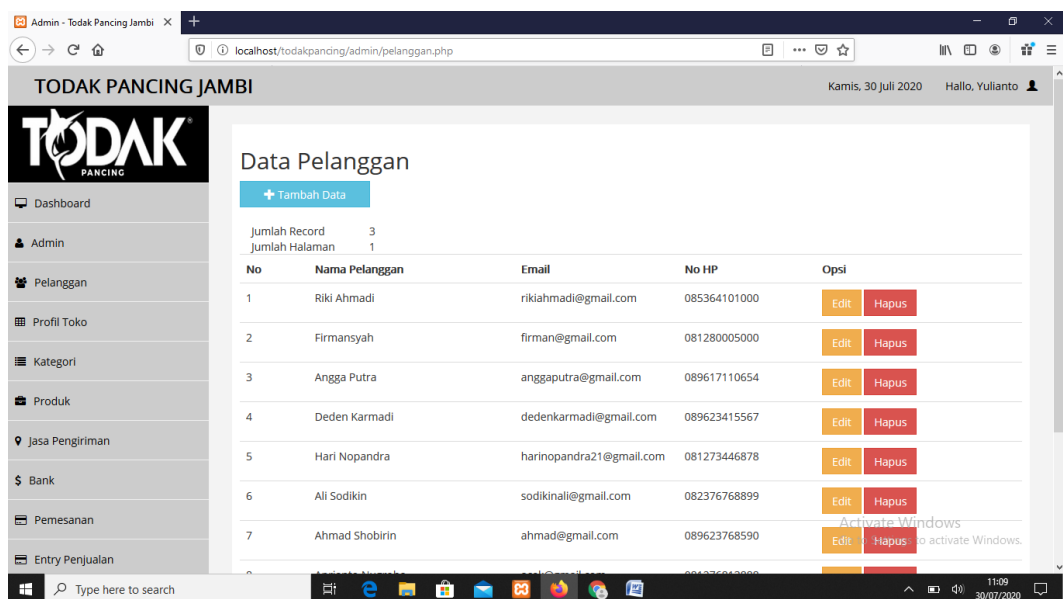 Admin - Todak Pancing Jambi
localhost/todakpancing/admin/pelanggan.php
TODAK PANCING JAMBI
Kamis, 30 Juli 2020
Hallo, Yulianto
TODAK®
PANCING
Dashboard
Admin
Pelanggan
Profil Toko
Kategori
Produk
Jasa Pengiriman
$ Bank
Pemesanan
Entry Penjualan
Data Pelanggan
Tambah Data
Jumlah Record 3
Jumlah Halaman 1
No Nama Pelanggan Email No HP Opsi
1 Riki Ahmadi rikiahmadi@gmail.com 085364101000 Edit Hapus
2 Firmansyah firman@gmail.com 081280005000 Edit Hapus
3 Angga Putra anggaputra@gmail.com 089617110654 Edit Hapus
4 Deden Karmadi dedenkarmadi@gmail.com 089623415567 Edit Hapus
5 Hari Nopandra harinopandra21@gmail.com 081273446878 Edit Hapus
6 Ali Sodikin sodikinali@gmail.com 082376768899 Edit Hapus
7 Ahmad Shobirin ahmad@gmail.com 089623768590 Edit Hapus
Activate Windows
to activate Windows.
Type here to search
11:09
30/07/2020